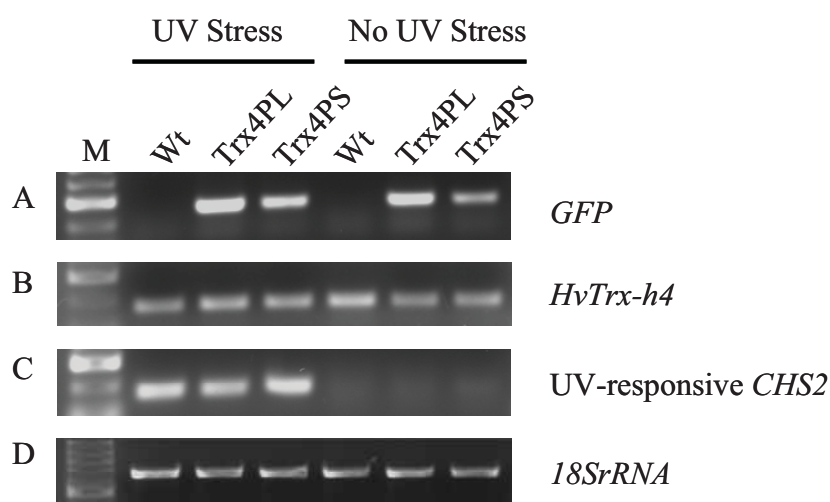 UV Stress No UV Stress
M Wt Trx4PL Trx4PS Wt Trx4PL Trx4PS
A GFP
B HvTrx-h4
C UV-responsive CHS2
D 18SrRNA